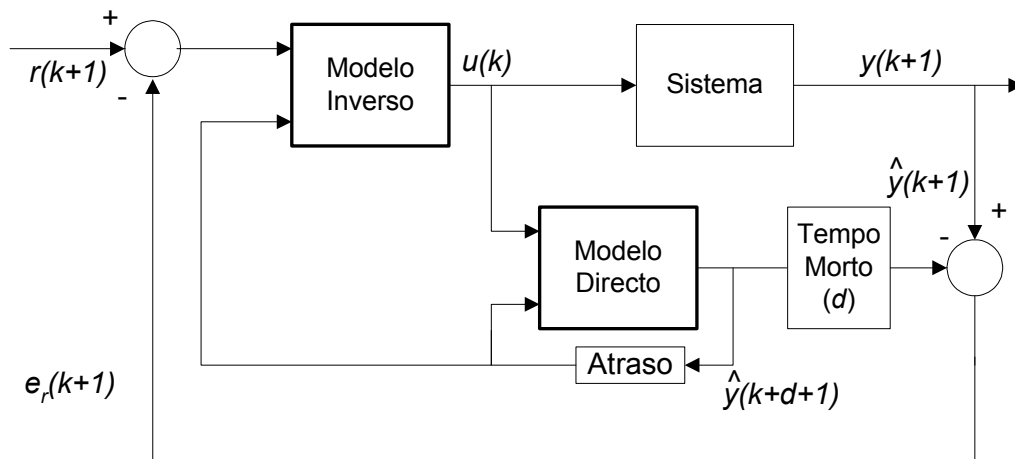 +
r(k+1)
-
Modelo
Inverso
u(k)
Sistema
y(k+1)
ŷ(k+1)
+
-
Modelo
Directo
Tempo
Morto
(d)
Atraso
ŷ(k+d+1)
e_r(k+1)